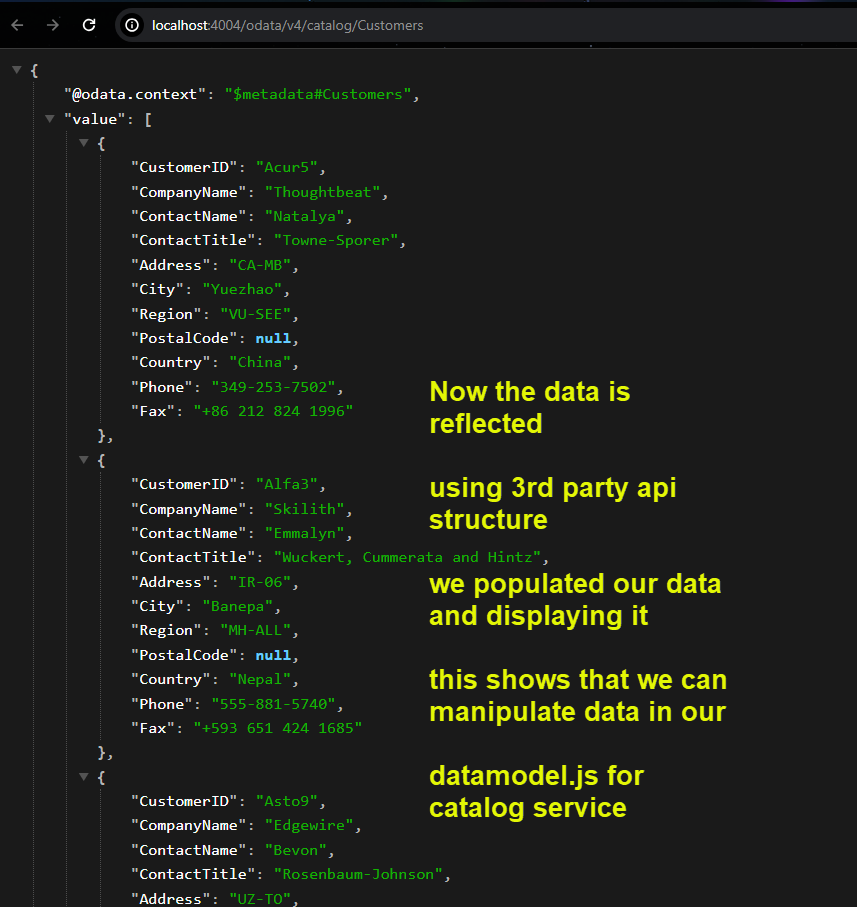 localhost:4004/odata/v4/catalog/Customers
{
"@odata.context": "$metadata#Customers",
"value": [
{
"CustomerID": "Acur5",
"CompanyName": "Thoughtbeat",
"ContactName": "Natalya",
"ContactTitle": "Towne-Sporer",
"Address": "CA-MB",
"City": "Yuezhao",
"Region": "VU-SEE",
"PostalCode": null,
"Country": "China",
"Phone": "349-253-7502",
"Fax": "+86 212 824 1996"
},
{
"CustomerID": "Alfa3",
"CompanyName": "Skilith",
"ContactName": "Emmalyn",
"ContactTitle": "Wuckert, Cummerata and Hintz",
"Address": "IR-06",
"City": "Banepa",
"Region": "MH-ALL",
"PostalCode": null,
"Country": "Nepal",
"Phone": "555-881-5740",
"Fax": "+593 651 424 1685"
},
{
"CustomerID": "Asto9",
"CompanyName": "Edgewire",
"ContactName": "Bevon",
"ContactTitle": "Rosenbaum-Johnson",
"Address": "UZ-TO",
Now the data is
reflected
using 3rd party api
structure
we populated our data
and displaying it
this shows that we can
manipulate data in our
datamodel.js for
catalog service